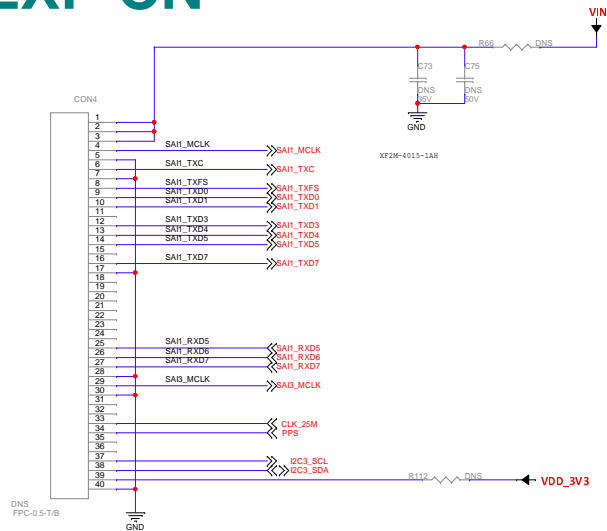 EXP CN
VIN
R66 DNS
C73 C75
DNS DNS
35V 50V
GND
XF2M-4015-1AH
CON4
1
2
3
4 SAI1_MCLK SAI1_MCLK
5
6 SAI1_TXC SAI1_TXC
7
8 SAI1_TXFS SAI1_TXFS
9 SAI1_TXD0 SAI1_TXD0
10 SAI1_TXD1 SAI1_TXD1
11
12 SAI1_TXD3 SAI1_TXD3
13 SAI1_TXD4 SAI1_TXD4
14 SAI1_TXD5 SAI1_TXD5
15
16 SAI1_TXD7 SAI1_TXD7
17
18
19
20
21
22
23
24
25 SAI1_RXD5 SAI1_RXD5
26 SAI1_RXD6 SAI1_RXD6
27 SAI1_RXD7 SAI1_RXD7
28
29 SAI3_MCLK SAI3_MCLK
30
31
32
33 CLK_25M
34 PPS
35
36
37 I2C3_SCL
38 I2C3_SDA
39 R112 DNS VDD_3V3
40
DNS
FPC-0.5-T/B
GND